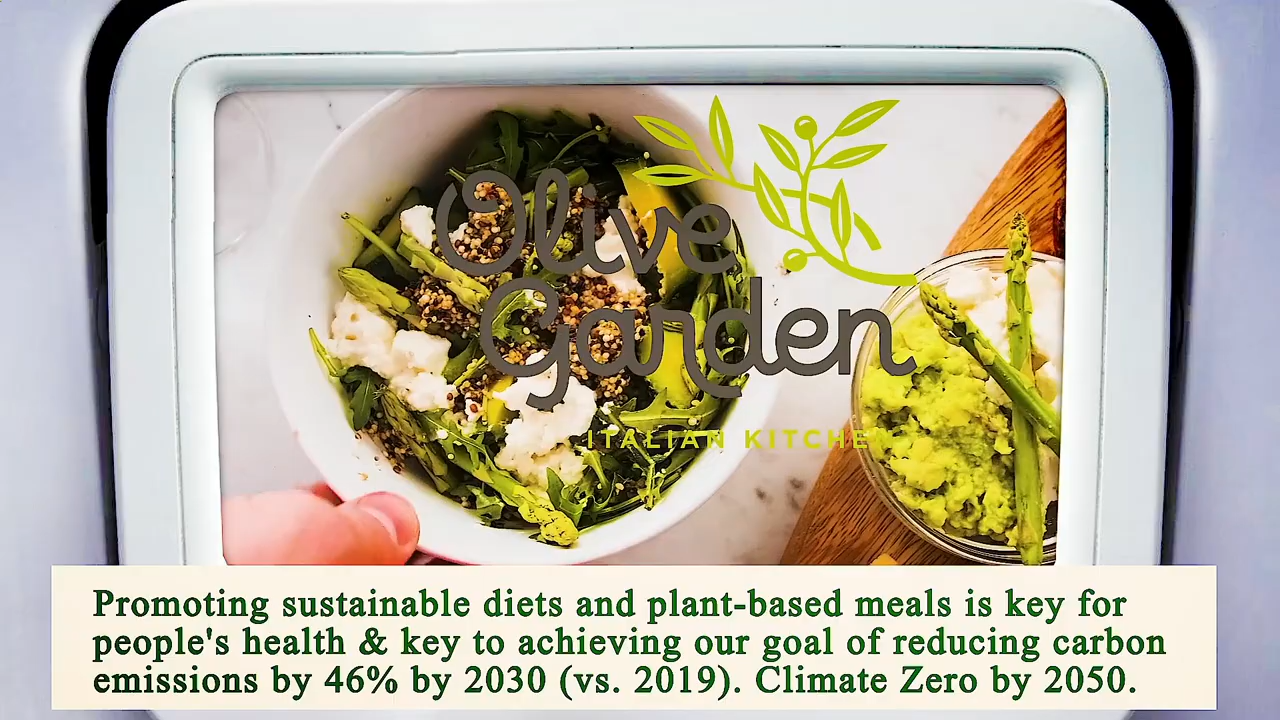 Olive
Garden
ITALIAN KITCHEN
Promoting sustainable diets and plant-based meals is key for
people's health & key to achieving our goal of reducing carbon
emissions by 46% by 2030 (vs. 2019). Climate Zero by 2050.